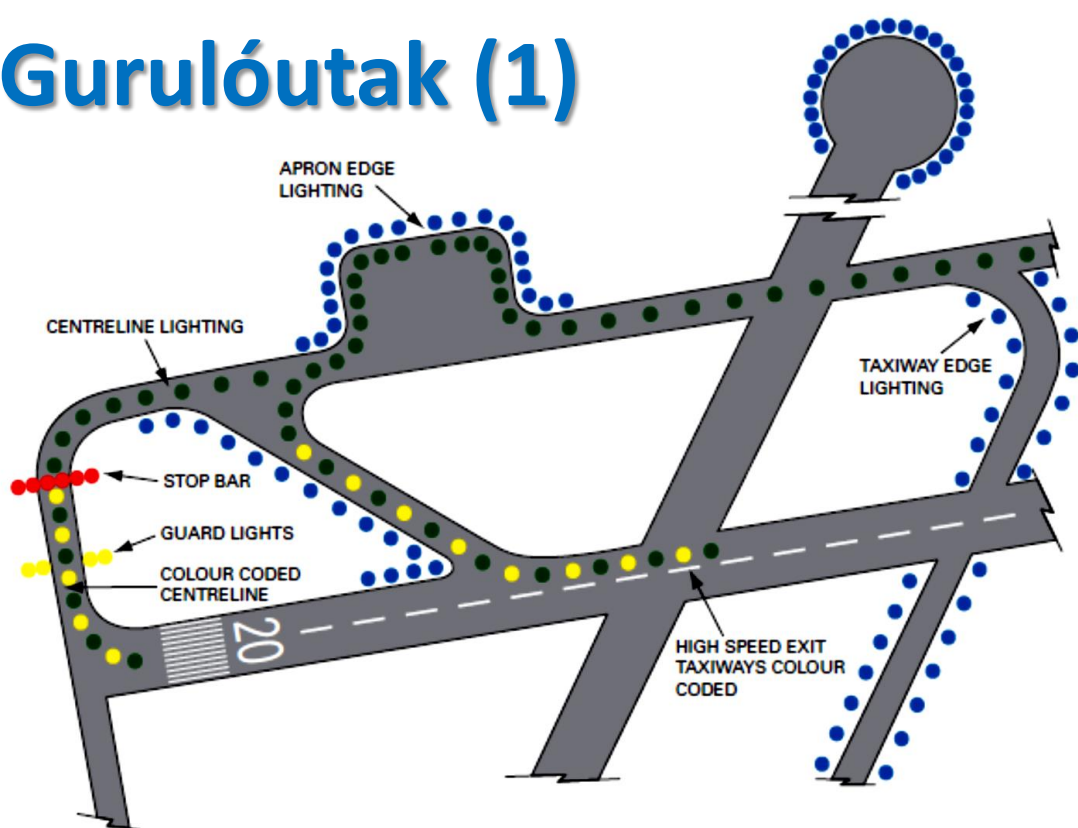 Gurulóutak (1)
APRON EDGE
LIGHTING
CENTRELINE LIGHTING
TAXIWAY EDGE
LIGHTING
STOP BAR
GUARD LIGHTS
COLOUR CODED
CENTRELINE
20
HIGH SPEED EXIT
TAXIWAYS COLOUR
CODED